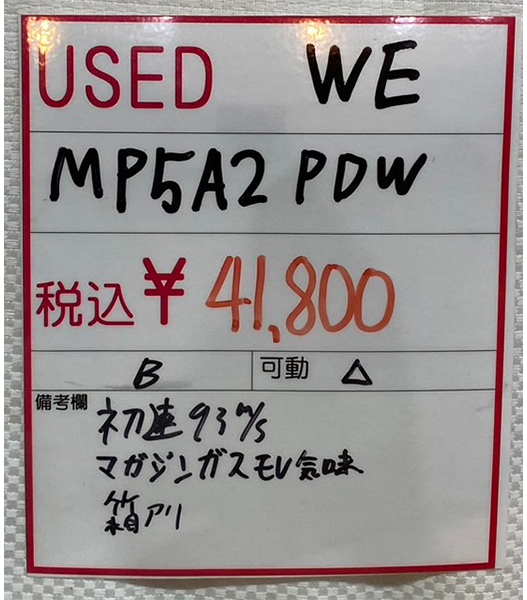 USED WE
MP5A2 PDW
税込 ¥ 41,800
B 可動 △
備考欄 初速93m/s
マガジンガスモレ気味
箱アリ